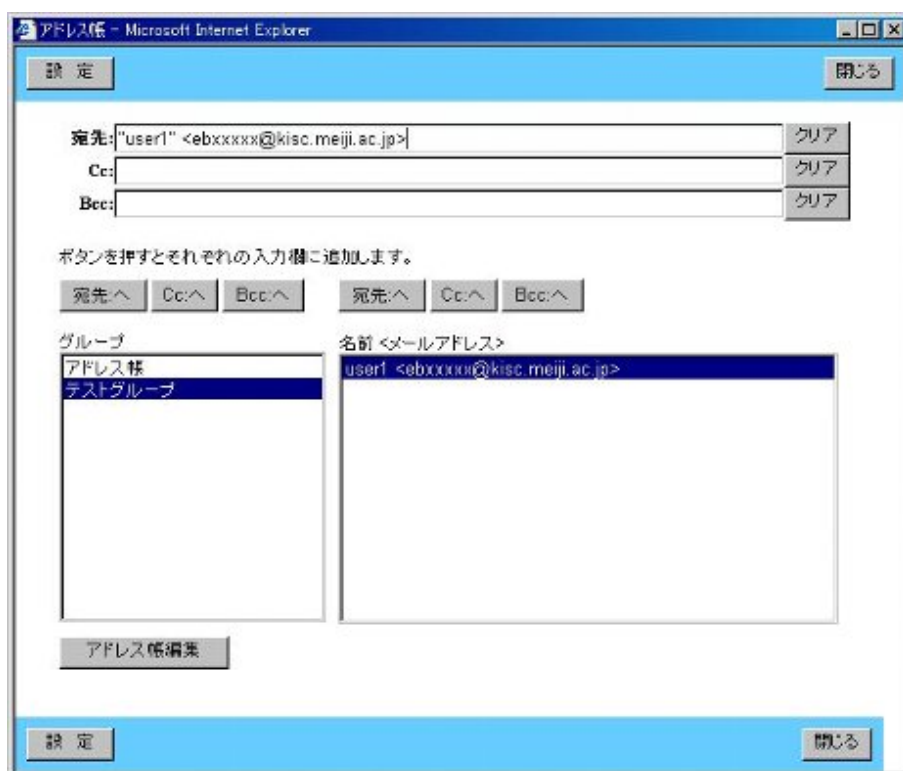 アドレス帳 - Microsoft Internet Explorer
設 定 閉じる
宛先: "user1" <ebxxxxx@kisc.meiji.ac.jp> クリア
Cc: クリア
Bcc: クリア
ボタンを押すとそれぞれの入力欄に追加します。
宛先:へ Cc:へ Bcc:へ 宛先:へ Cc:へ Bcc:へ
グループ 名前 <メールアドレス>
アドレス帳 user1 <ebxxxxx@kisc.meiji.ac.jp>
テストグループ
アドレス帳編集
設 定 閉じる